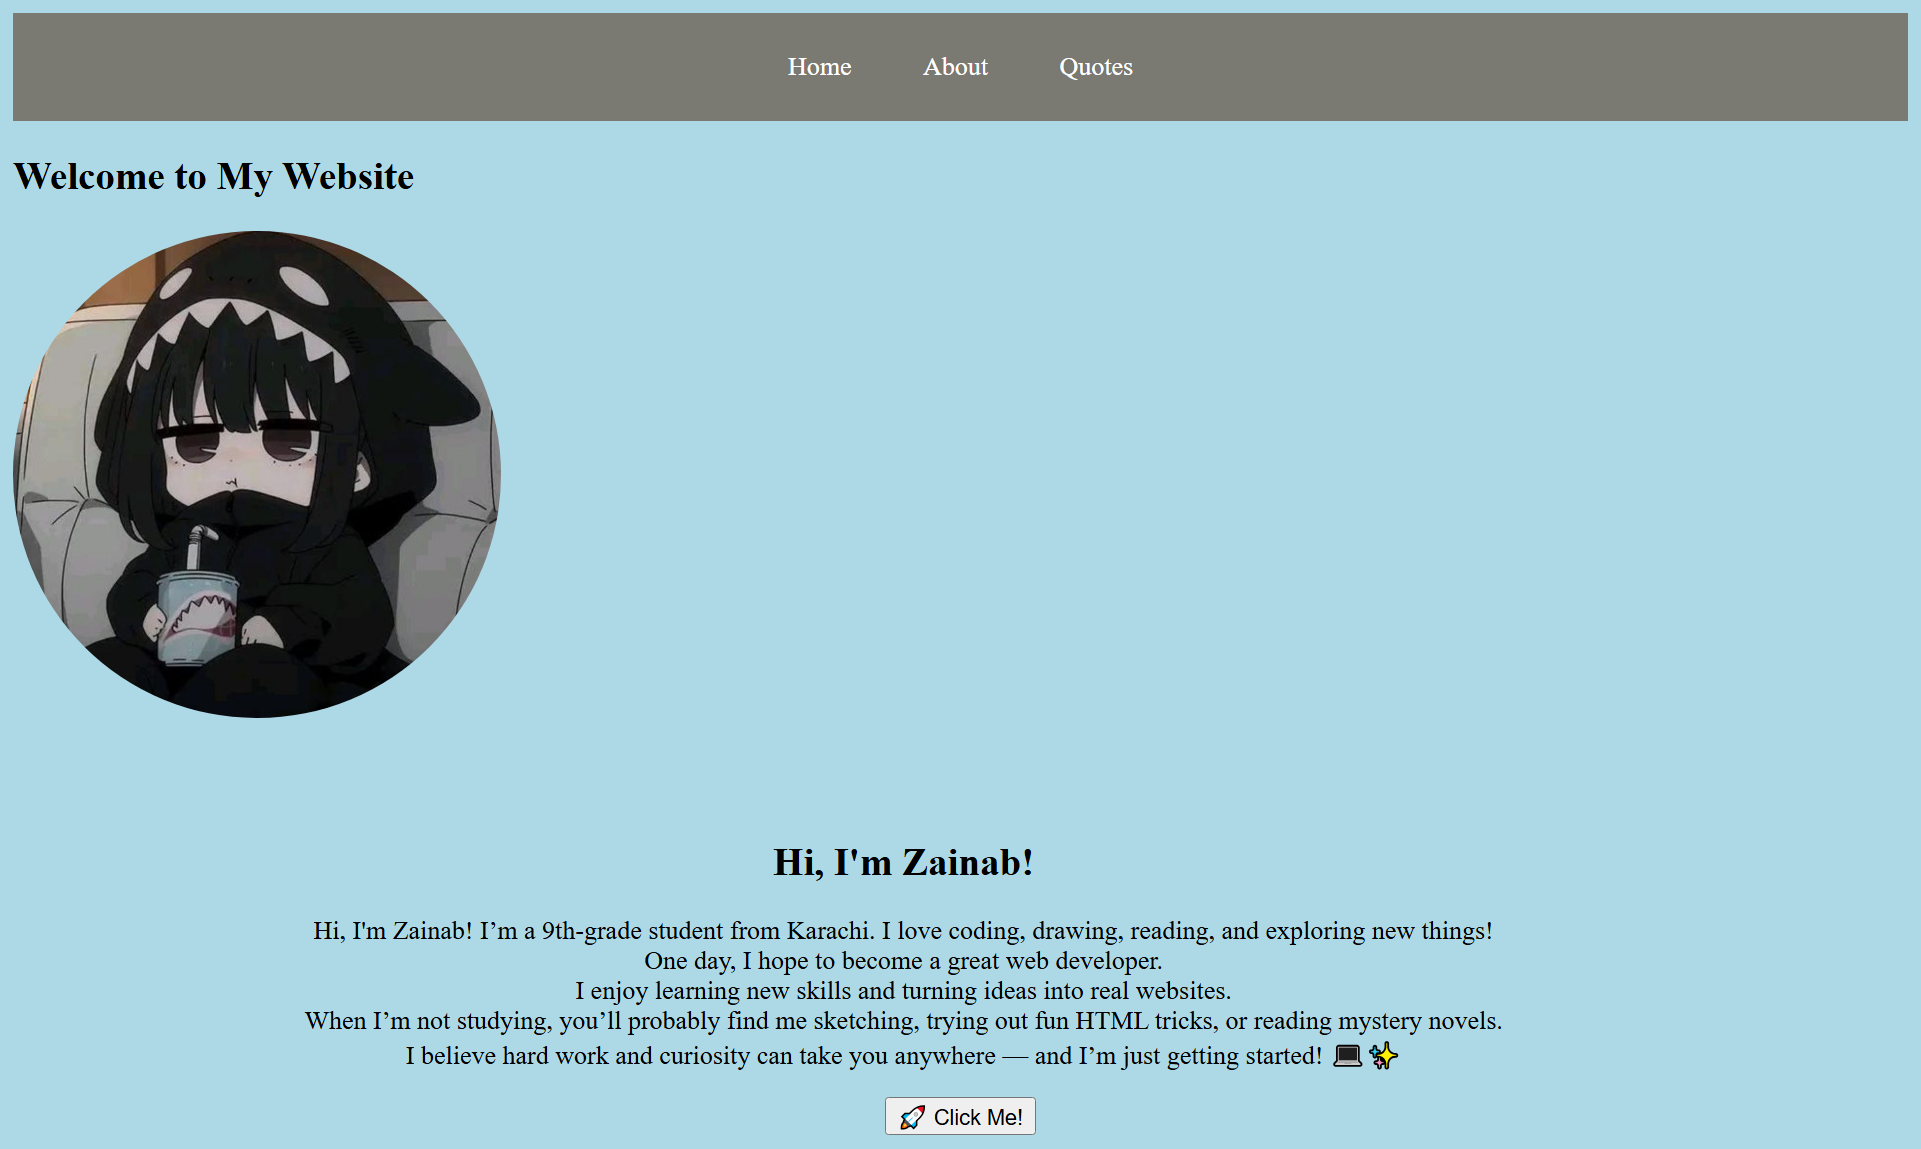 Home About Quotes
Welcome to My Website
Hi, I'm Zainab!
Hi, I'm Zainab! I’m a 9th-grade student from Karachi. I love coding, drawing, reading, and exploring new things!
One day, I hope to become a great web developer.
I enjoy learning new skills and turning ideas into real websites.
When I’m not studying, you’ll probably find me sketching, trying out fun HTML tricks, or reading mystery novels.
I believe hard work and curiosity can take you anywhere — and I’m just getting started! 💻 ✨
🚀 Click Me!